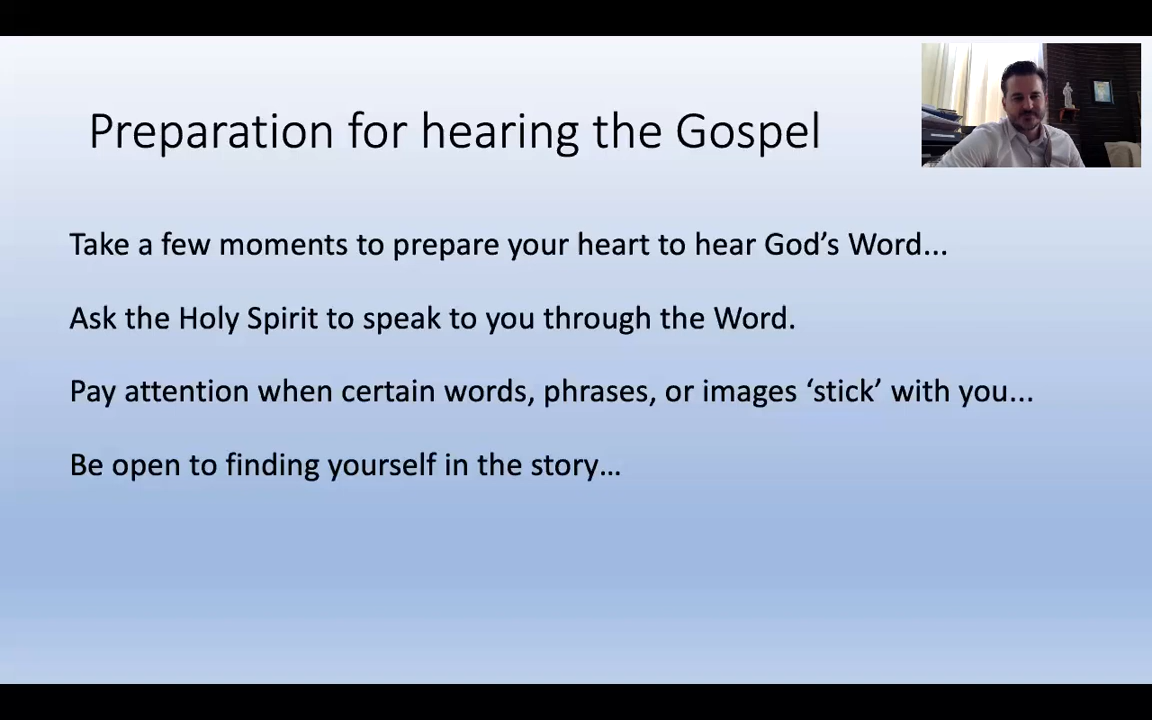 Preparation for hearing the Gospel
Take a few moments to prepare your heart to hear God’s Word...
Ask the Holy Spirit to speak to you through the Word.
Pay attention when certain words, phrases, or images ‘stick’ with you...
Be open to finding yourself in the story…